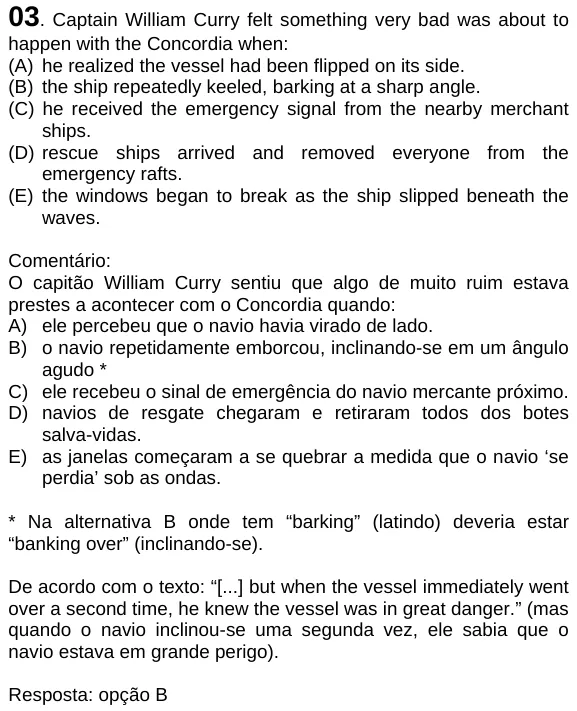 03. Captain William Curry felt something very bad was about to
happen with the Concordia when:
(A) he realized the vessel had been flipped on its side.
(B) the ship repeatedly keeled, barking at a sharp angle.
(C) he received the emergency signal from the nearby merchant
ships.
(D) rescue ships arrived and removed everyone from the
emergency rafts.
(E) the windows began to break as the ship slipped beneath the
waves.
Comentário:
O capitão William Curry sentiu que algo de muito ruim estava
prestes a acontecer com o Concordia quando:
A) ele percebeu que o navio havia virado de lado.
B) o navio repetidamente emborcou, inclinando-se em um ângulo
agudo *
C) ele recebeu o sinal de emergência do navio mercante próximo.
D) navios de resgate chegaram e retiraram todos dos botes
salva-vidas.
E) as janelas começaram a se quebrar a medida que o navio ‘se
perdia’ sob as ondas.
* Na alternativa B onde tem “barking” (latindo) deveria estar
“banking over” (inclinando-se).
De acordo com o texto: “[...] but when the vessel immediately went
over a second time, he knew the vessel was in great danger.” (mas
quando o navio inclinou-se uma segunda vez, ele sabia que o
navio estava em grande perigo).
Resposta: opção B